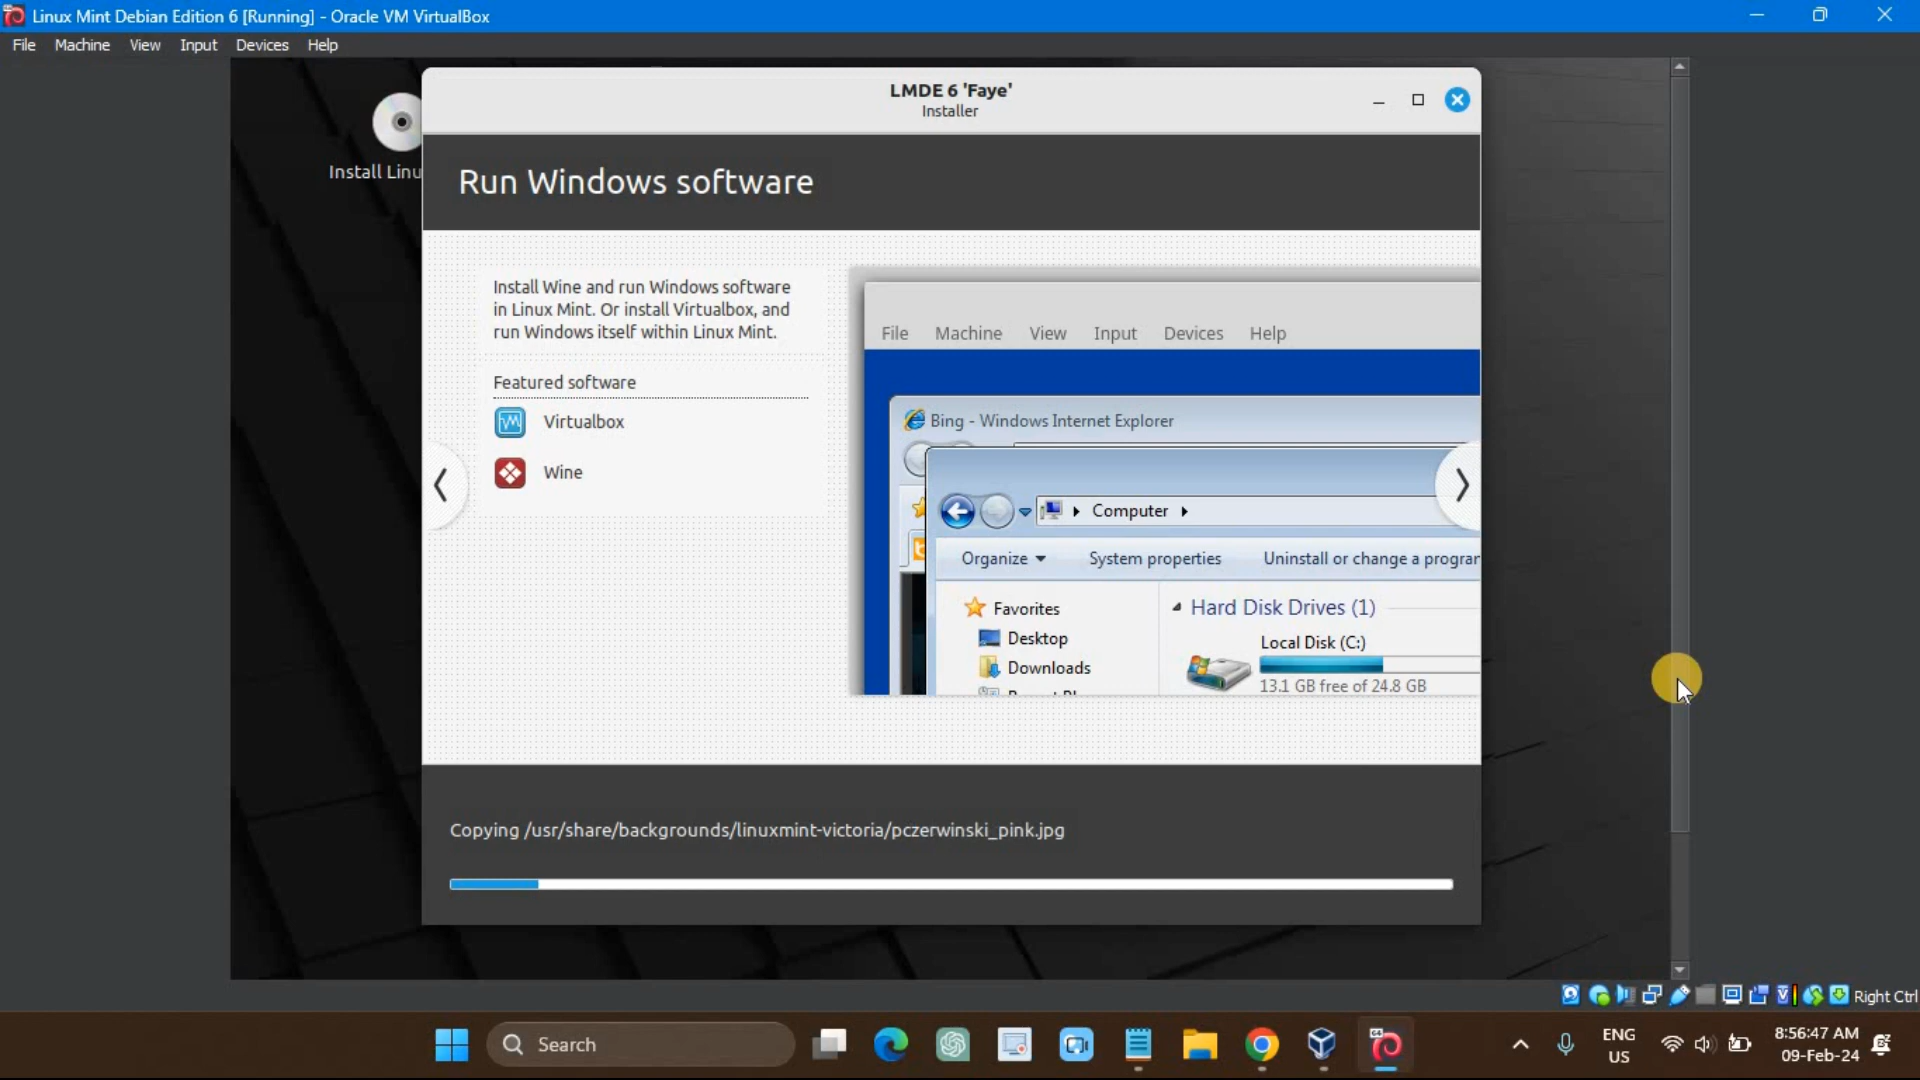 Linux Mint Debian Edition 6 [Running] - Oracle VM VirtualBox
File Machine View Input Devices Help
Install Linu
LMDE 6 'Faye'
Installer
Run Windows software
Install Wine and run Windows software
in Linux Mint. Or install Virtualbox, and
run Windows itself within Linux Mint.
Featured software
Virtualbox
Wine
File Machine View Input Devices Help
Bing - Windows Internet Explorer
Computer
Organize System properties Uninstall or change a progra
Favorites
Desktop
Downloads
Hard Disk Drives (1)
Local Disk (C:)
13.1 GB free of 24.8 GB
Copying /usr/share/backgrounds/linuxmint-victoria/pczerwinski_pink.jpg
Right Ctrl
Search
ENG
US
8:56:47 AM
09-Feb-24